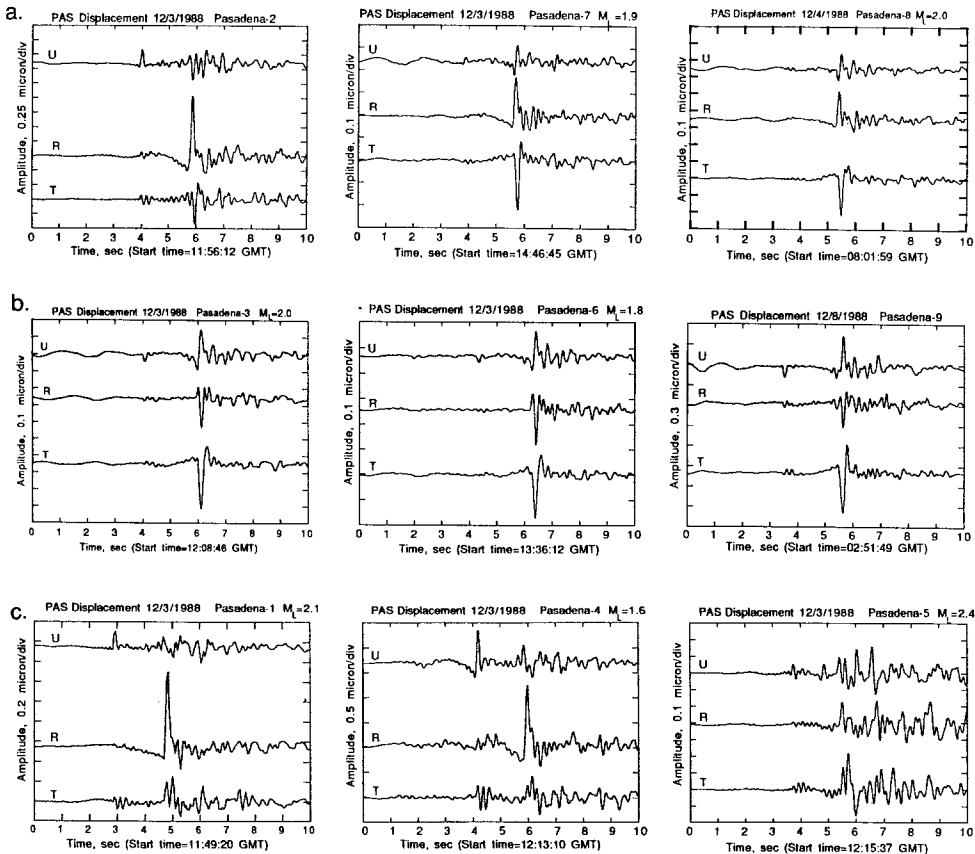 a.
PAS Displacement 12/3/1988 Pasadena-2
Amplitude, 0.25 micron/div
U
R
T
0 1 2 3 4 5 6 7 8 9 10
Time, sec (Start time=11:56:12 GMT)
PAS Displacement 12/3/1988 Pasadena-7 ML=1.9
Amplitude, 0.1 micron/div
U
R
T
0 1 2 3 4 5 6 7 8 9 10
Time, sec (Start time=14:46:45 GMT)
PAS Displacement 12/4/1988 Pasadena-8 ML=2.0
Amplitude, 0.1 micron/div
U
R
T
0 1 2 3 4 5 6 7 8 9 10
Time, sec (Start time=08:01:59 GMT)
b.
PAS Displacement 12/3/1988 Pasadena-3 ML=2.0
Amplitude, 0.1 micron/div
U
R
T
0 1 2 3 4 5 6 7 8 9 10
Time, sec (Start time=12:08:46 GMT)
PAS Displacement 12/3/1988 Pasadena-6 ML=1.8
Amplitude, 0.1 micron/div
U
R
T
0 1 2 3 4 5 6 7 8 9 10
Time, sec (Start time=13:36:12 GMT)
PAS Displacement 12/8/1988 Pasadena-9
Amplitude, 0.3 micron/div
U
R
T
0 1 2 3 4 5 6 7 8 9 10
Time, sec (Start time=02:51:49 GMT)
c.
PAS Displacement 12/3/1988 Pasadena-1 ML=2.1
Amplitude, 0.2 micron/div
U
R
T
0 1 2 3 4 5 6 7 8 9 10
Time, sec (Start time=11:49:20 GMT)
PAS Displacement 12/3/1988 Pasadena-4 ML=1.6
Amplitude, 0.5 micron/div
U
R
T
0 1 2 3 4 5 6 7 8 9 10
Time, sec (Start time=12:13:10 GMT)
PAS Displacement 12/3/1988 Pasadena-5 ML=2.4
Amplitude, 0.1 micron/div
U
R
T
0 1 2 3 4 5 6 7 8 9 10
Time, sec (Start time=12:15:37 GMT)